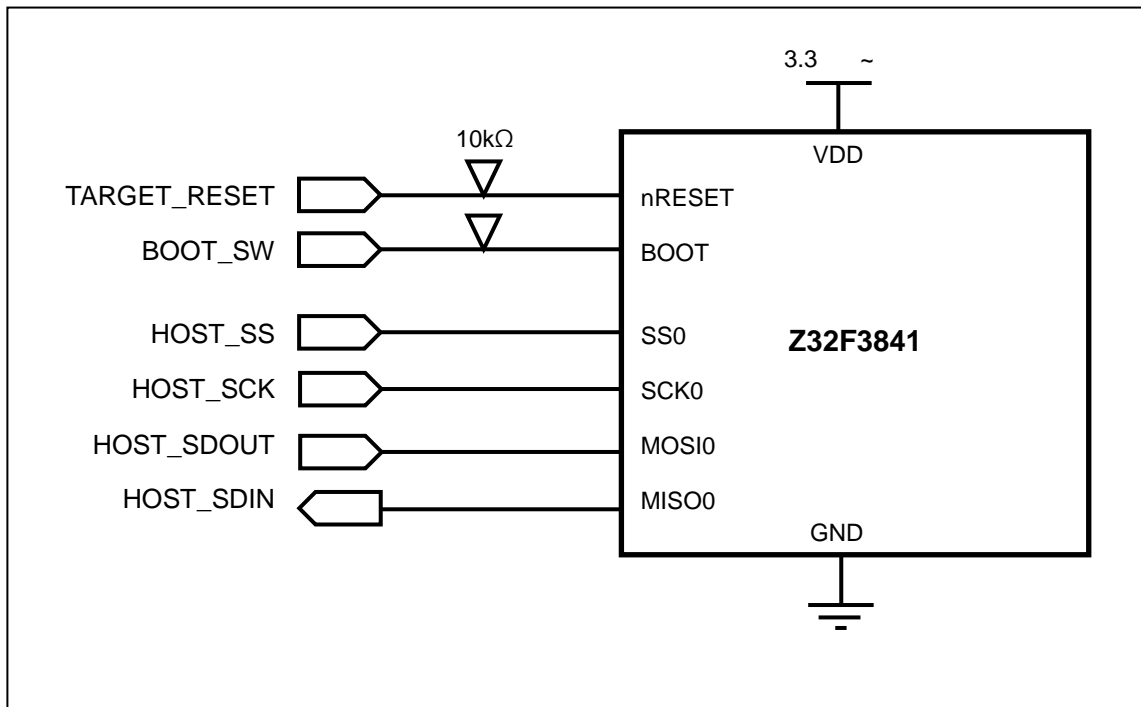 3.3 ~
10kΩ
VDD
TARGET_RESET
nRESET
BOOT_SW
BOOT
HOST_SS
SS0
Z32F3841
HOST_SCK
SCK0
HOST_SDOUT
MOSI0
HOST_SDIN
MISO0
GND